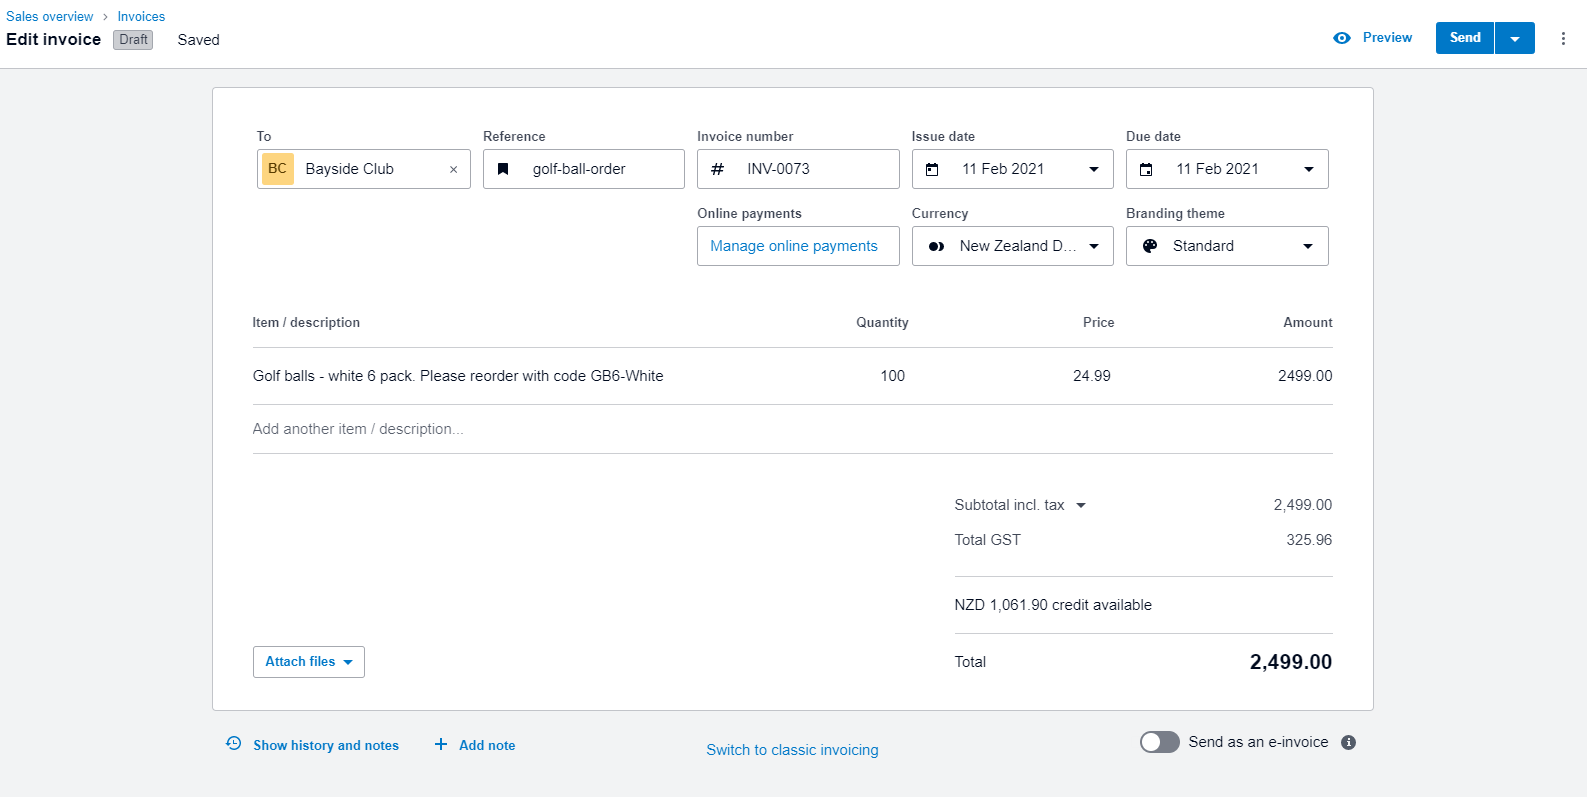 Sales overview > Invoices
Edit invoice Draft Saved
Preview Send
To Reference Invoice number Issue date Due date
BC Bayside Club × golf-ball-order # INV-0073 11 Feb 2021 11 Feb 2021
Online payments Currency Branding theme
Manage online payments New Zealand D... Standard
Item / description Quantity Price Amount
Golf balls - white 6 pack. Please reorder with code GB6-White 100 24.99 2499.00
Add another item / description...
Subtotal incl. tax 2,499.00
Total GST 325.96
NZD 1,061.90 credit available
Attach files Total 2,499.00
Show history and notes + Add note Switch to classic invoicing Send as an e-invoice i